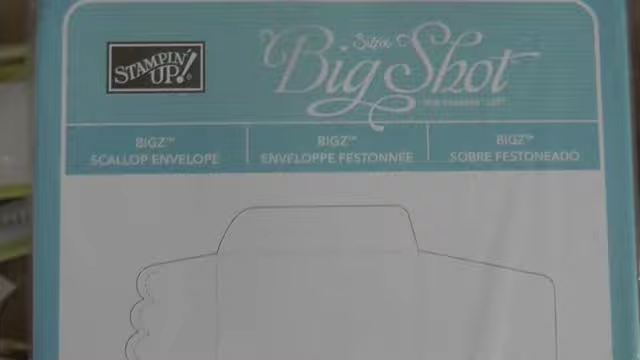 STAMPIN' UP!
Sizzix
Big Shot
BIGZ™ BIGZ™ BIGZ™
SCALLOP ENVELOPE ENVELOPPE FESTONNÉE SOBRE FESTONEADO